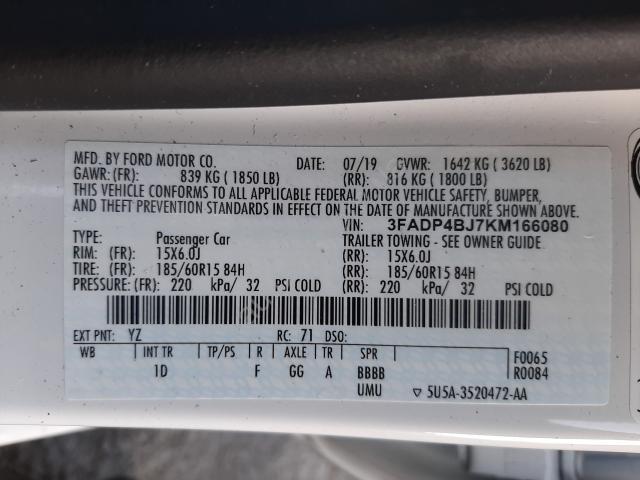 MFD. BY FORD MOTOR CO. DATE: 07/19 GVWR: 1642 KG ( 3620 LB)
GAWR: (FR): 839 KG ( 1850 LB) (RR): 816 KG ( 1800 LB)
THIS VEHICLE CONFORMS TO ALL APPLICABLE FEDERAL MOTOR VEHICLE SAFETY, BUMPER,
AND THEFT PREVENTION STANDARDS IN EFFECT ON THE DATE OF MANUFACTURE SHOWN ABOVE.
VIN: 3FADP4BJ7KM166080
TYPE: Passenger Car TRAILER TOWING - SEE OWNER GUIDE
RIM: (FR): 15X6.0J (RR): 15X6.0J
TIRE: (FR): 185/60R15 84H (RR): 185/60R15 84H
PRESSURE: (FR): 220 kPa/ 32 PSI COLD (RR): 220 kPa/ 32 PSI COLD
EXT PNT: YZ RC: 71 DSO:
WB INT TR TP/PS R AXLE TR SPR F0065
1D F GG A BBBB R0084
UMU ▽ 5U5A-3520472-AA